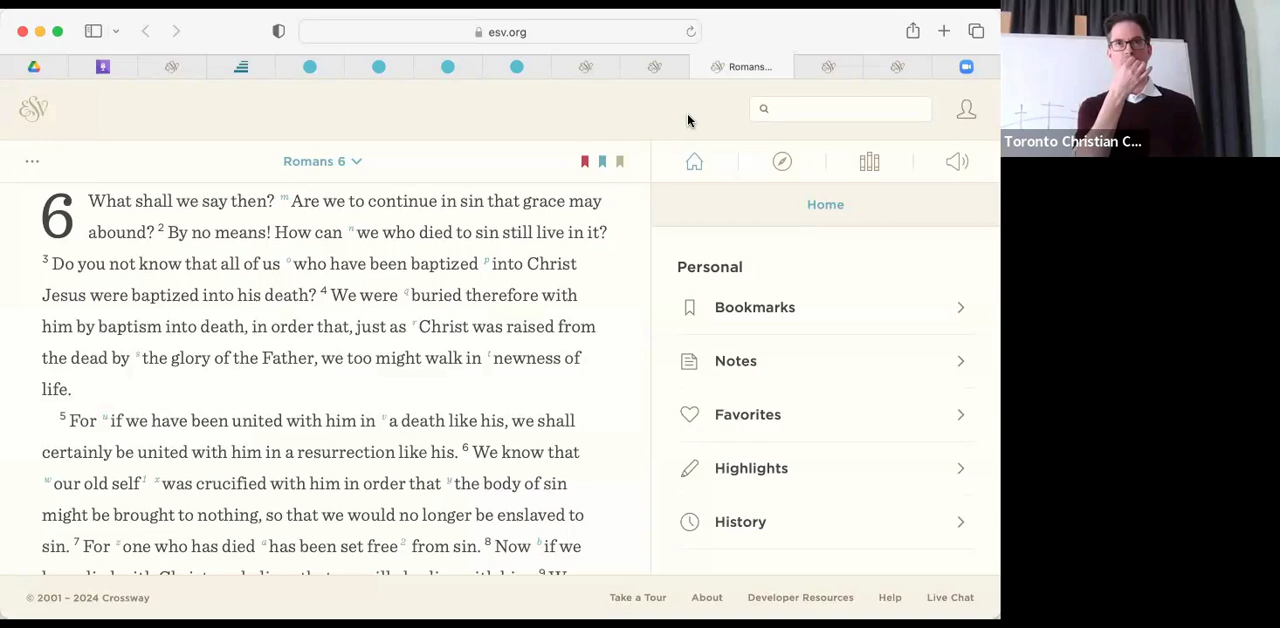 esv.org
Romans...
ESV
Toronto Christian C...
... Romans 6
Home
6 What shall we say then? m Are we to continue in sin that grace may
abound? 2 By no means! How can n we who died to sin still live in it?
3 Do you not know that all of us o who have been baptized p into Christ
Jesus were baptized into his death? 4 We were q buried therefore with
him by baptism into death, in order that, just as r Christ was raised from
the dead by s the glory of the Father, we too might walk in t newness of
life.
5 For u if we have been united with him in v a death like his, we shall
certainly be united with him in a resurrection like his. 6 We know that
w our old self 1 x was crucified with him in order that y the body of sin
might be brought to nothing, so that we would no longer be enslaved to
sin. 7 For z one who has died a has been set free 2 from sin. 8 Now b if we
Personal
Bookmarks
Notes
Favorites
Highlights
History
© 2001 – 2024 Crossway
Take a Tour About Developer Resources Help Live Chat